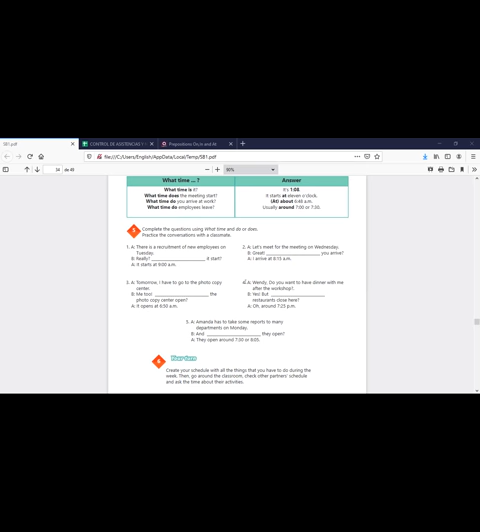 SB1.pdf
CONTROL DE ASISTENCIAS 1
Prepositions On,In and At
file:///C:/Users/English/AppData/Local/Temp/SB1.pdf
34 de 45
90%
What time ... ? Answer
What time is it? It's 1:08.
What time does the meeting start? It starts at eleven o'clock.
What time do you arrive at work? (At) about 6:48 a.m.
What time do employees leave? Usually around 7:00 or 7:30.
5 Complete the questions using What time and do or does.
Practice the conversations with a classmate.
1. A: There is a recruitment of new employees on
Tuesday.
B: Really? ____________________ it start?
A: It starts at 9:00 a.m.
2. A: Let's meet for the meeting on Wednesday.
B: Great! ____________________ you arrive?
A: I arrive at 8:15 a.m.
3. A: Tomorrow, I have to go to the photo copy
center.
B: Me too! ____________________ the
photo copy center open?
A: It opens at 6:00 a.m.
A: Wendy, Do you want to have dinner with me
after the workshop?.
B: Yes! But ____________________
restaurants close here?
A: Oh, around 7:25 p.m.
5. A: Amanda has to take some reports to many
departments on Monday.
B: And ____________________ they open?
A: They open around 7:00 or 8:00.
6 Your turn
Create your schedule with all the things that you have to do during the
week. Then, go around the classroom, check other partners' schedule
and ask the time about their activities.